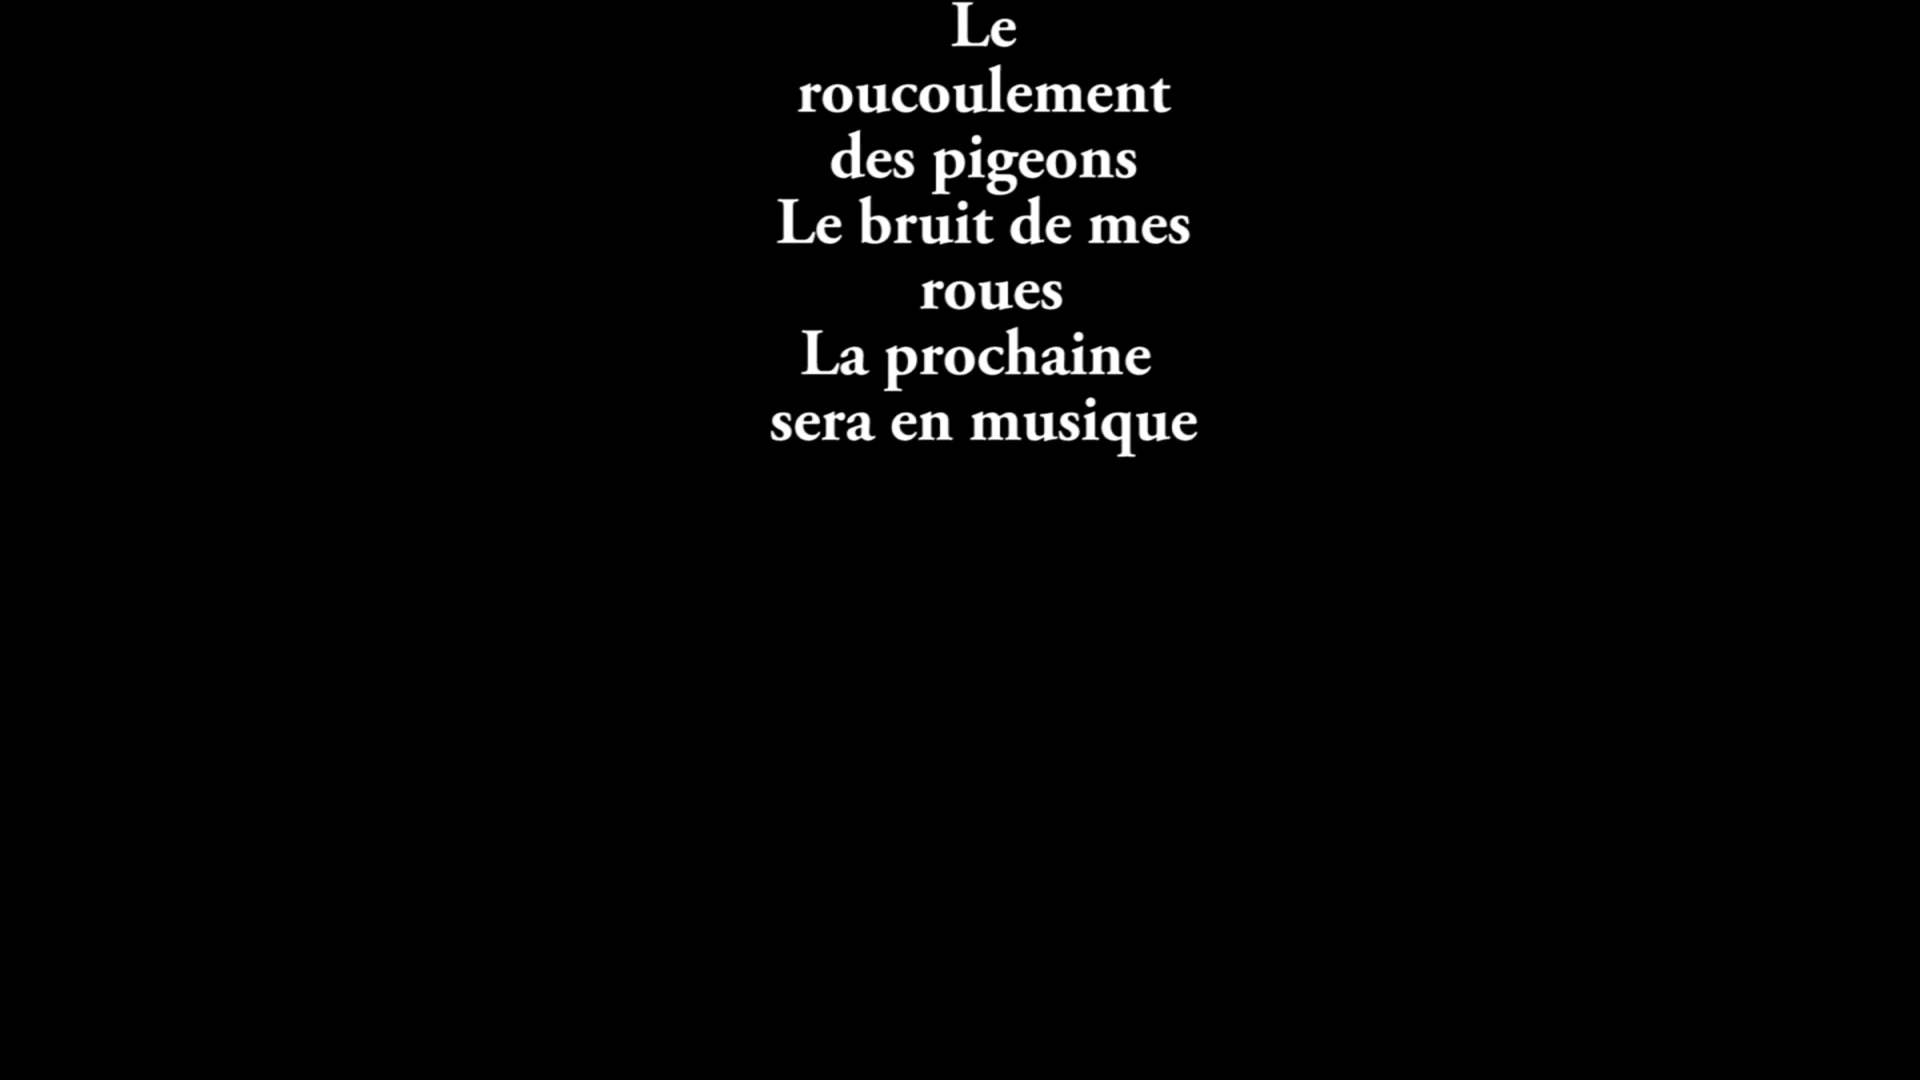 Le
roucoulement
des pigeons
Le bruit de mes
roues
La prochaine
sera en musique